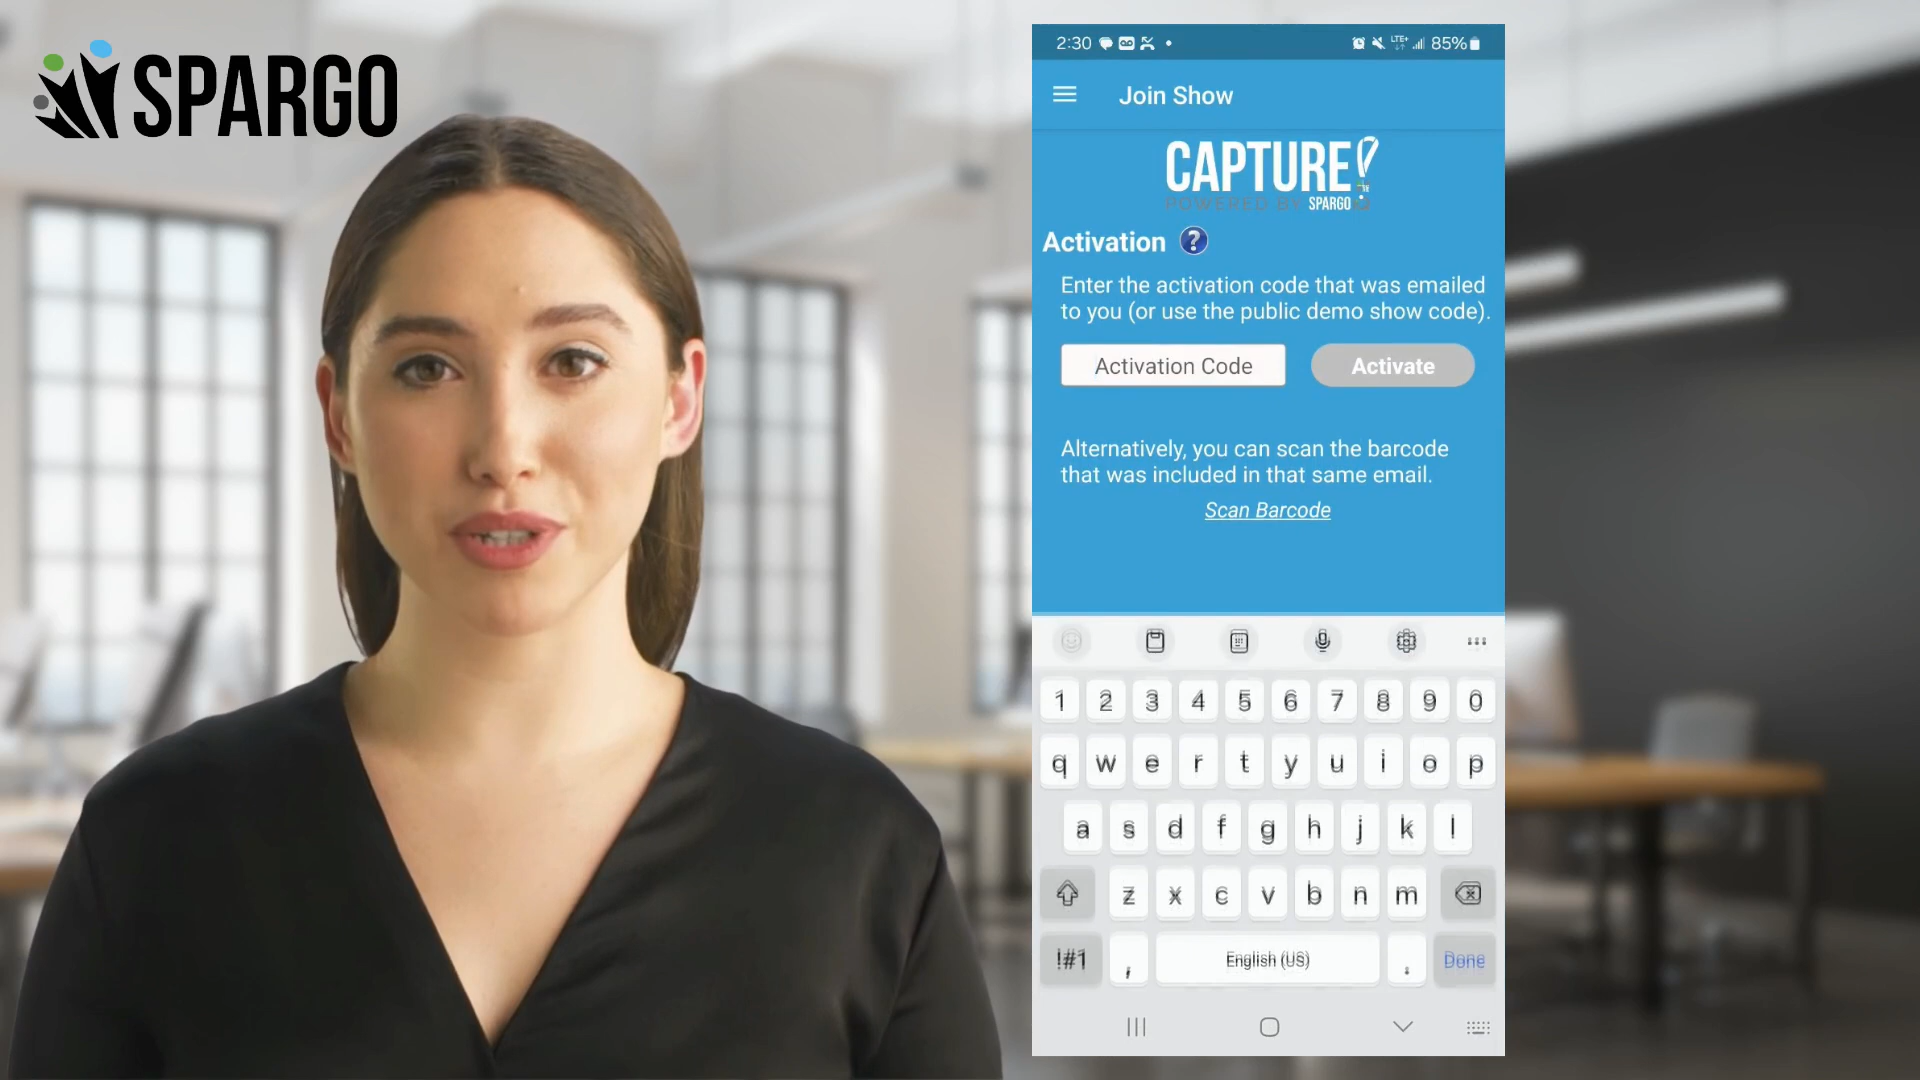 SPARGO
2:30
LTE+
85%
Join Show
CAPTURE!
POWERED BY SPARGO
Activation ?
Enter the activation code that was emailed
to you (or use the public demo show code).
Activation Code
Activate
Alternatively, you can scan the barcode
that was included in that same email.
Scan Barcode
1 2 3 4 5 6 7 8 9 0
q w e r t y u i o p
a s d f g h j k l
z x c v b n m
!#1 , English (US) . Done